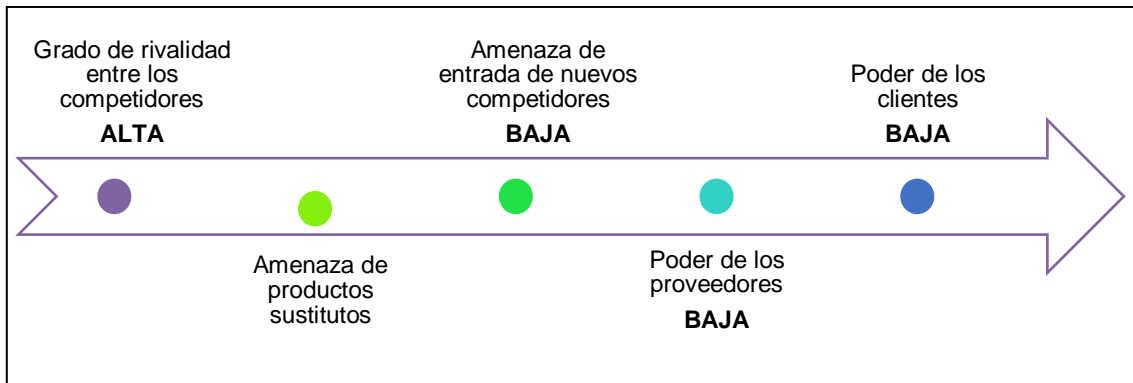 Grado de rivalidad
entre los
competidores
ALTA
Amenaza de
productos
sustitutos
Amenaza de
entrada de nuevos
competidores
BAJA
Poder de los
proveedores
BAJA
Poder de los
clientes
BAJA